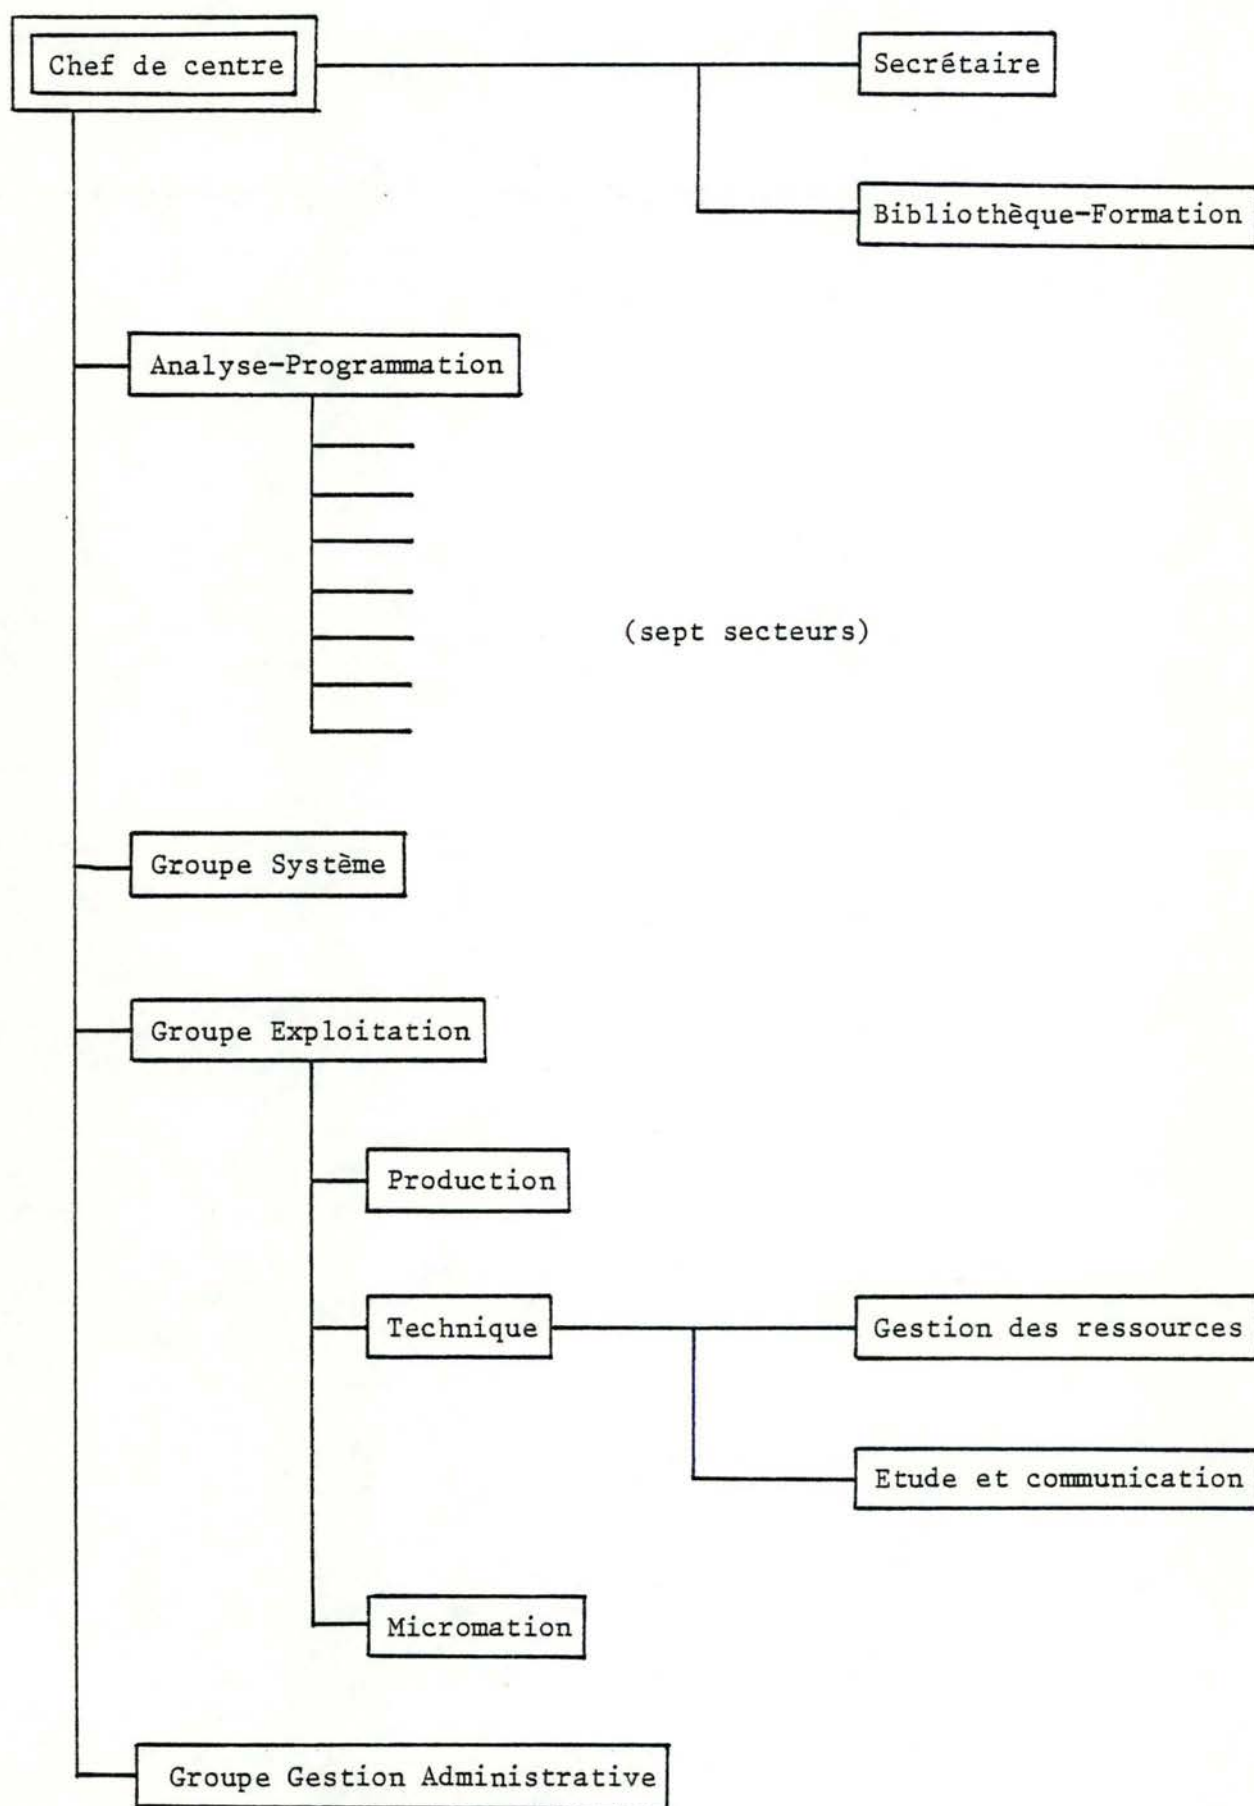 Chef de centre
Secrétaire
Bibliothèque-Formation
Analyse-Programmation
(sept secteurs)
Groupe Système
Groupe Exploitation
Production
Technique
Gestion des ressources
Etude et communication
Micromation
Groupe Gestion Administrative